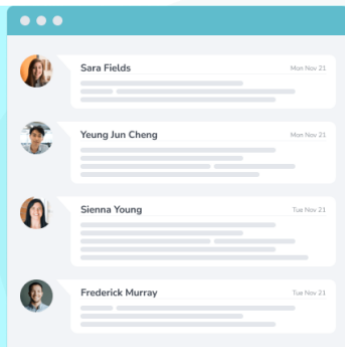 Sara Fields
Mon Nov 21
Yeung Jun Cheng
Mon Nov 21
Sienna Young
Tue Nov 21
Frederick Murray
Tue Nov 21